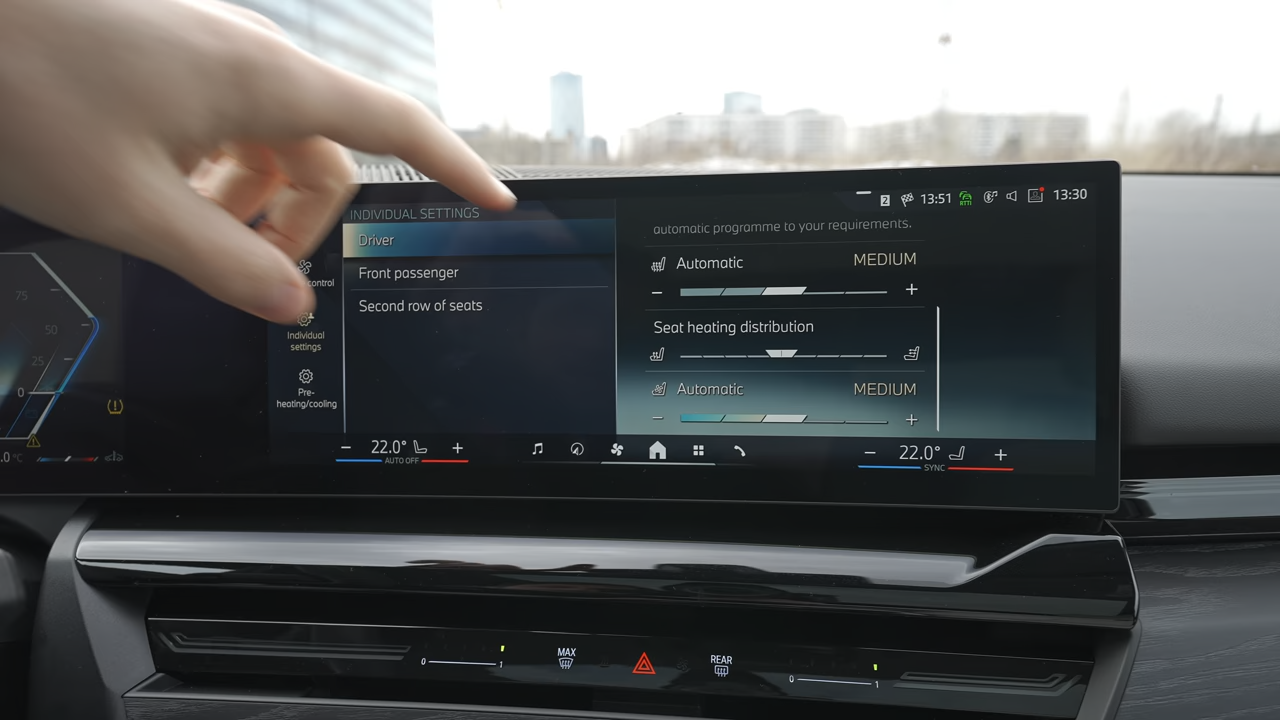 2 13:51 RTTI 13:30
INDIVIDUAL SETTINGS
Driver
Front passenger
Second row of seats
control
Individual
settings
Pre-
heating/cooling
automatic programme to your requirements.
Automatic MEDIUM
− +
Seat heating distribution
Automatic MEDIUM
− +
75
50
25
0
.0 °C
− 22.0° +
AUTO OFF
− 22.0° +
SYNC
0 1
MAX
REAR
0 1